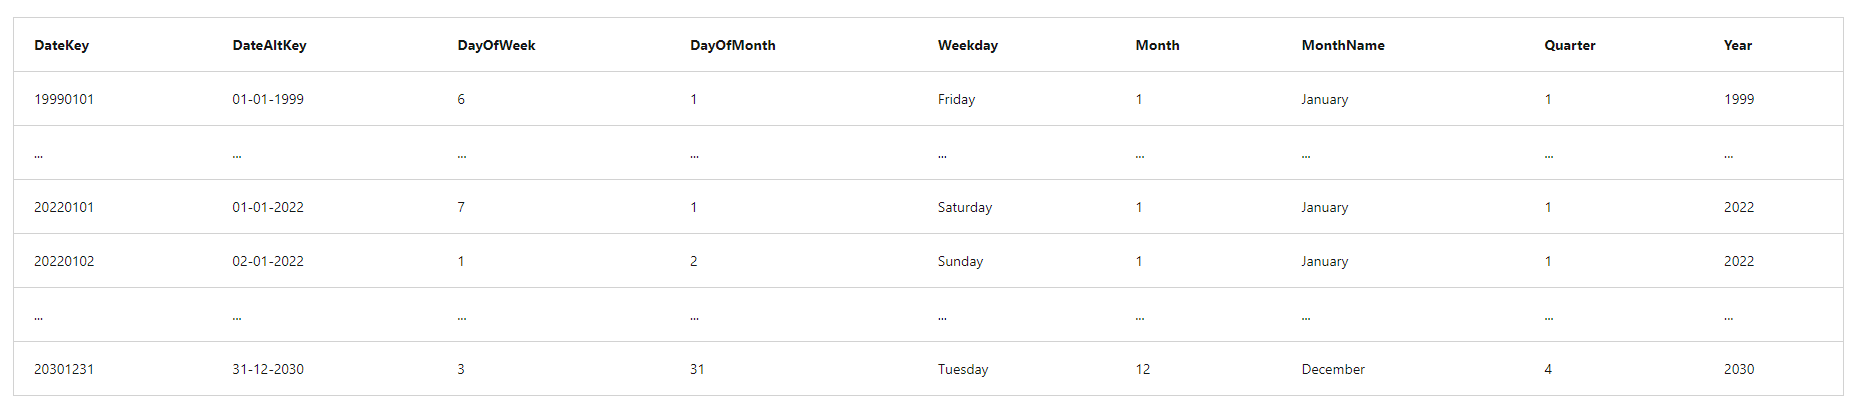 DateKey DateAltKey DayOfWeek DayOfMonth Weekday Month MonthName Quarter Year
19990101 01-01-1999 6 1 Friday 1 January 1 1999
... ... ... ... ... ... ... ... ...
20220101 01-01-2022 7 1 Saturday 1 January 1 2022
20220102 02-01-2022 1 2 Sunday 1 January 1 2022
... ... ... ... ... ... ... ... ...
20301231 31-12-2030 3 31 Tuesday 12 December 4 2030